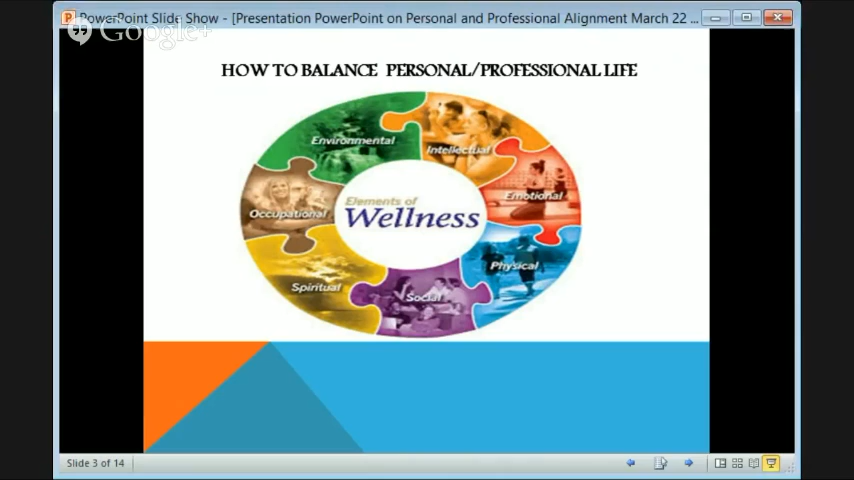 PowerPoint Slide Show - [Presentation PowerPoint on Personal and Professional Alignment March 22 ...
Google+
HOW TO BALANCE PERSONAL/PROFESSIONAL LIFE
Environmental
Intellectual
Emotional
Occupational
Elements of
Wellness
Physical
Spiritual
Social
Slide 3 of 14